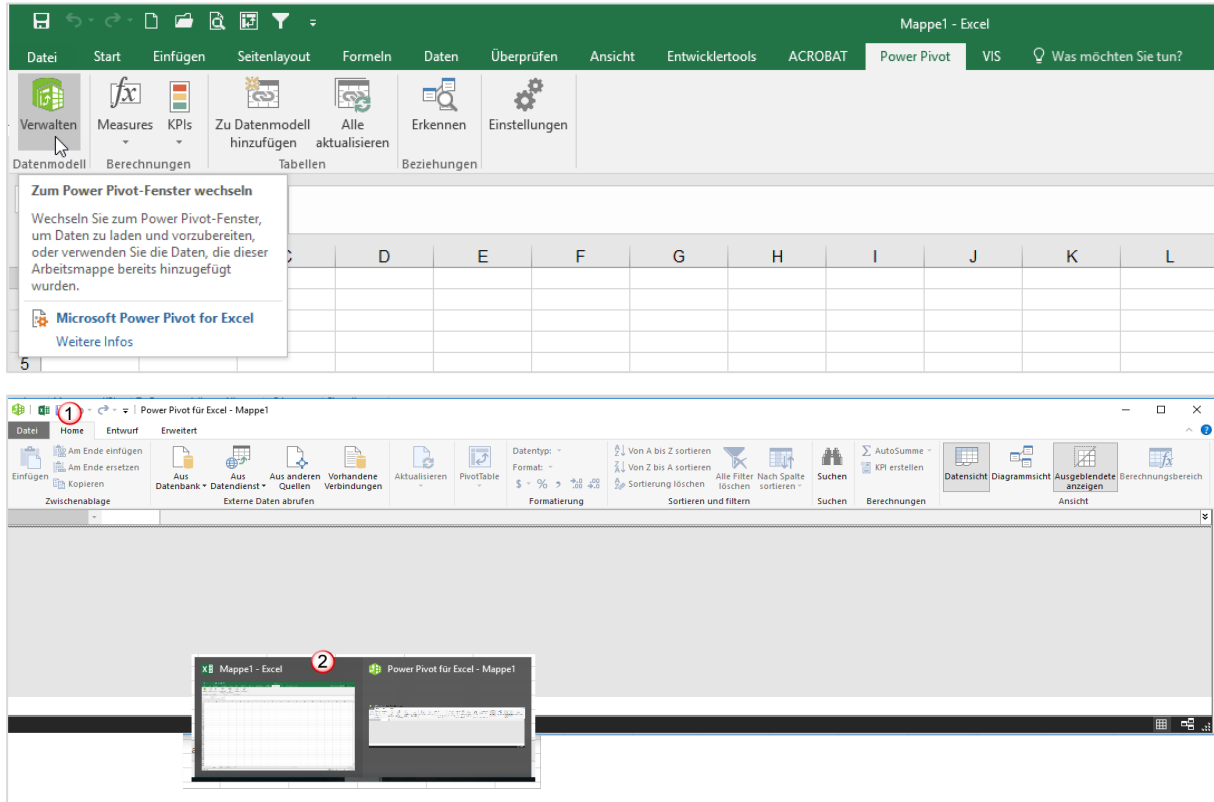 Mappe1 - Excel
Datei Start Einfügen Seitenlayout Formeln Daten Überprüfen Ansicht Entwicklertools ACROBAT Power Pivot VIS Was möchten Sie tun?
Verwalten Measures KPIs Zu Datenmodell hinzufügen Alle aktualisieren Erkennen Einstellungen
Datenmodell Berechnungen Tabellen Beziehungen
Zum Power Pivot-Fenster wechseln
Wechseln Sie zum Power Pivot-Fenster,
um Daten zu laden und vorzubereiten,
oder verwenden Sie die Daten, die dieser
Arbeitsmappe bereits hinzugefügt
wurden.
Microsoft Power Pivot for Excel
Weitere Infos
D E F G H I J K L
5
1
Power Pivot für Excel - Mappe1
Datei Home Entwurf Erweitert
Einfügen
Am Ende einfügen
Am Ende ersetzen
Kopieren
Zwischenablage
Aus Datenbank
Aus Datendienst
Aus anderen Quellen
Vorhandene Verbindungen
Externe Daten abrufen
Aktualisieren
PivotTable
Datentyp:
Format:
$ % ,
Formatierung
Von A bis Z sortieren
Von Z bis A sortieren
Sortierung löschen
Alle Filter löschen
Nach Spalte sortieren
Sortieren und filtern
Suchen
Suchen
AutoSumme
KPI erstellen
Berechnungen
Datensicht
Diagrammsicht
Ausgeblendete anzeigen
Berechnungsbereich
Ansicht
Mappe1 - Excel
2
Power Pivot für Excel - Mappe1